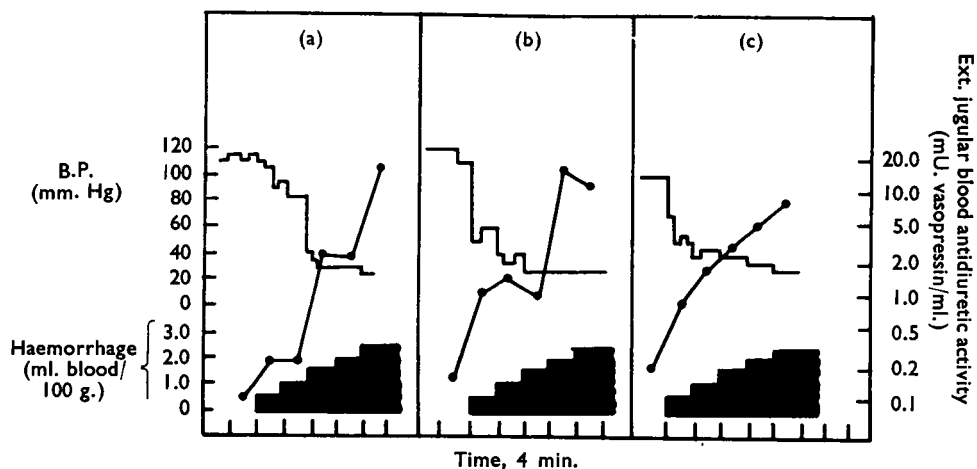 (a)
(b)
(c)
B.P.
(mm. Hg)
120
100
80
60
40
20
0
Haemorrhage
(ml. blood/
100 g.)
3.0
2.0
1.0
0
20.0
10.0
5.0
2.0
1.0
0.5
0.2
0.1
Ext. jugular blood antidiuretic activity
(mU. vasopressin/ml.)
Time, 4 min.